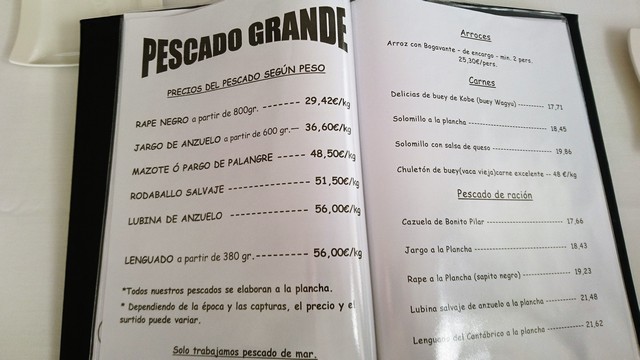 PESCADO GRANDE
PRECIOS DEL PESCADO SEGÚN PESO
RAPE NEGRO a partir de 800gr. -------- 29,42€/kg
JARGO DE ANZUELO a partir de 600 gr.-- 36,60€/kg
MAZOTE Ó PARGO DE PALANGRE ----- 48,50€/kg
RODABALLO SALVAJE -------------- 51,50€/kg
LUBINA DE ANZUELO ------------- 56,00€/kg
LENGUADO a partir de 380 gr.--------- 56,00€/kg
*Todos nuestros pescados se elaboran a la plancha.
* Dependiendo de la época y las capturas, el precio y el
surtido puede variar.
Solo trabajamos pescado de mar.
Arroces
Arroz con Bogavante - de encargo - min. 2 pers.
25,30€/pers.
Carnes
Delicias de buey de Kobe (buey Wagyu) --------- 17,71
Solomillo a la plancha ------------------------- 18,45
Solomillo con salsa de queso ------------------- 19,86
Chuletón de buey(vaca vieja)carne excelente -- 48 €/kg
Pescado de ración
Cazuela de Bonito Pilar ------------------------- 17,66
Jargo a la Plancha ------------------------------ 18,43
Rape a la Plancha (sapito negro) ---------------- 19,23
Lubina salvaje de anzuelo a la plancha --------- 21,48
Lenguado del Cantábrico a la plancha ----------- 21,62